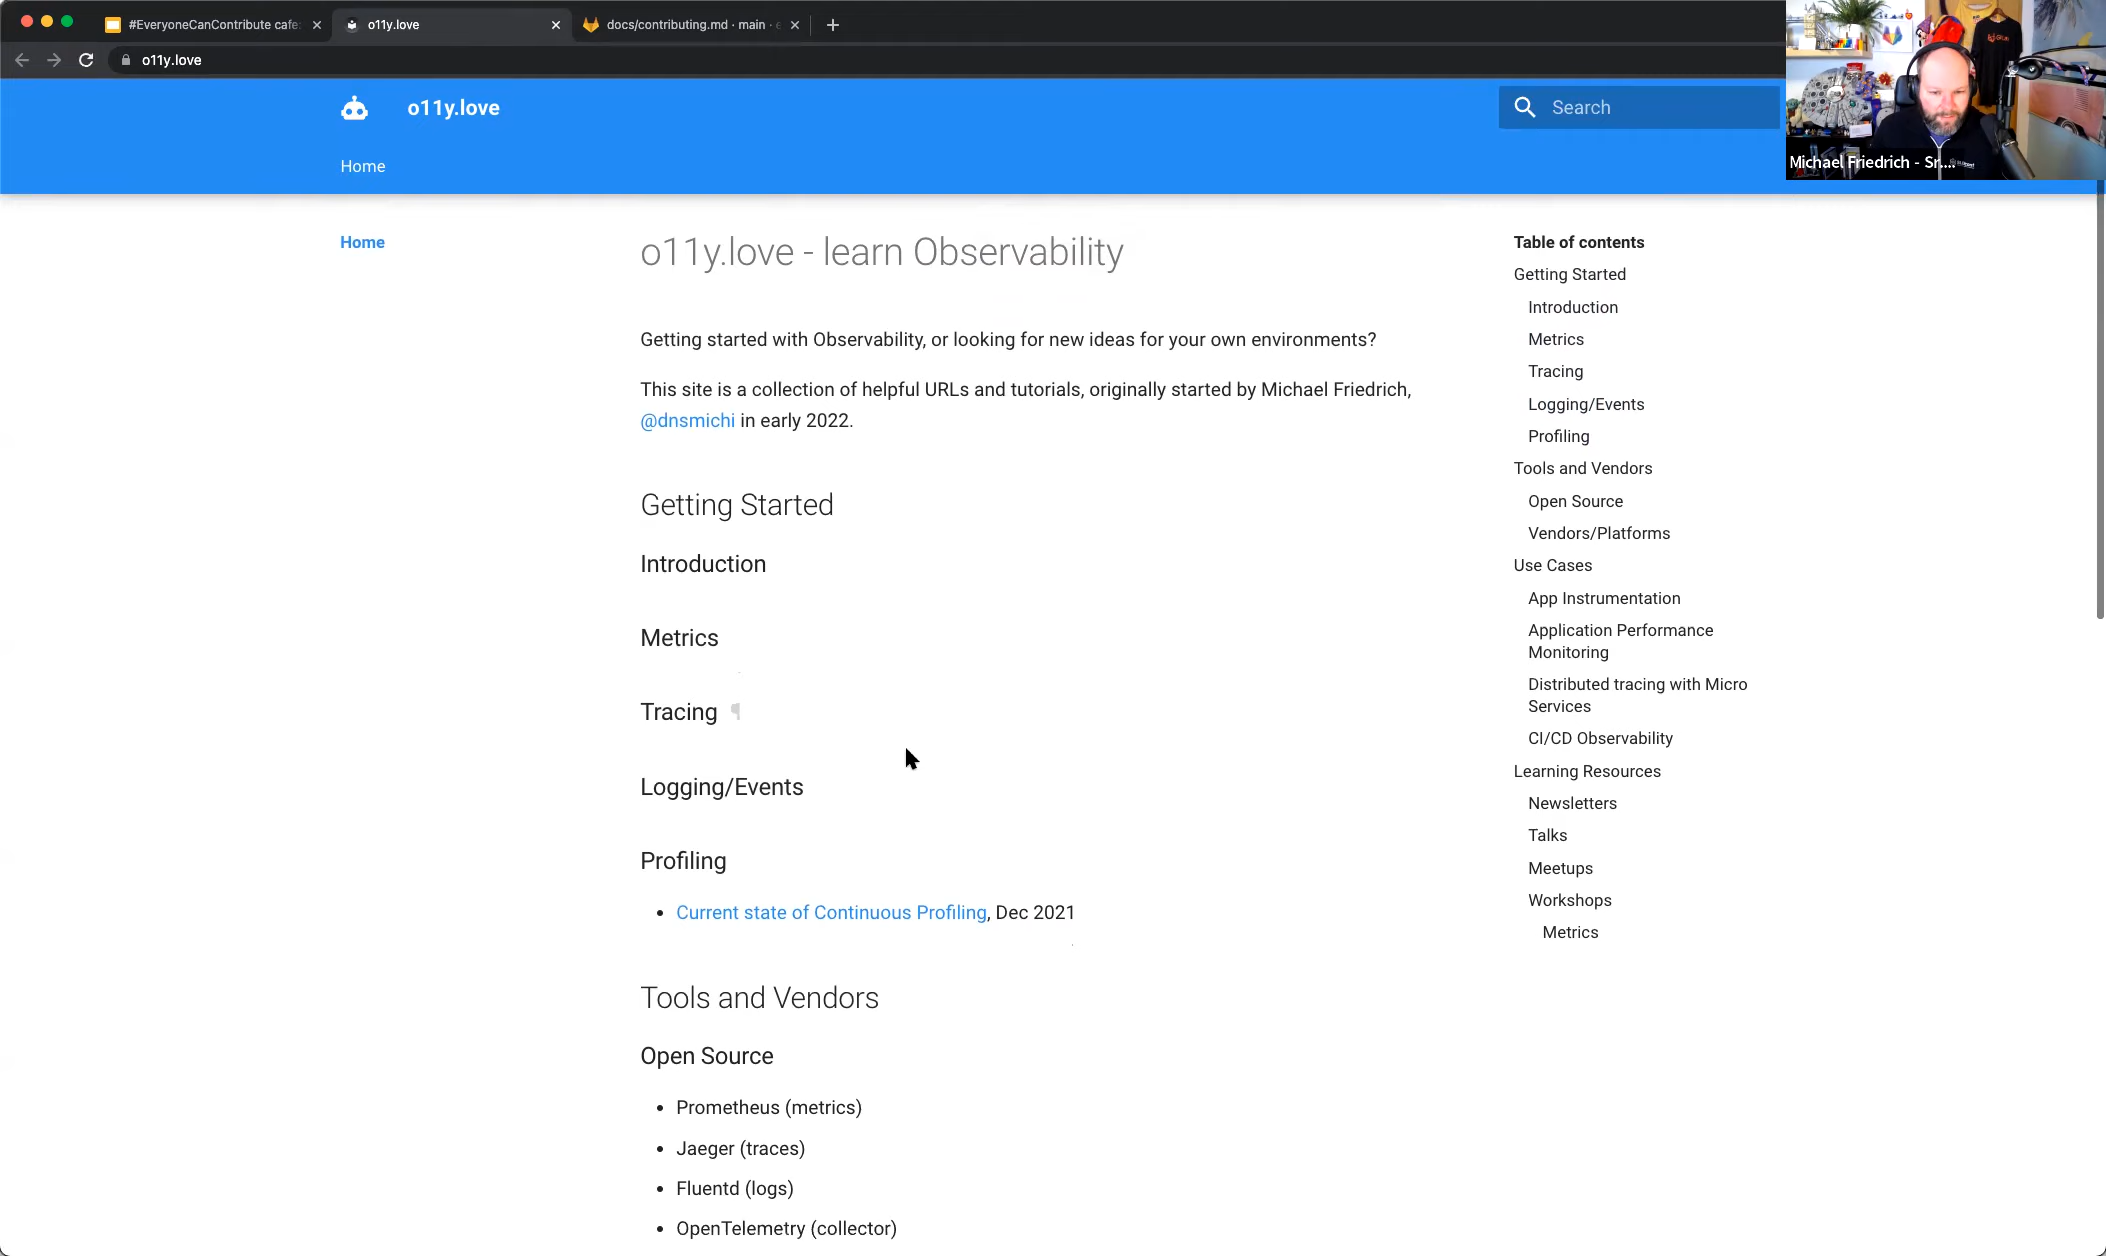 #EveryoneCanContribute cafe:
o11y.love
docs/contributing.md · main ·
o11y.love
o11y.love
Search
Michael Friedrich - Sr....
Home
Home
o11y.love - learn Observability
Getting started with Observability, or looking for new ideas for your own environments?
This site is a collection of helpful URLs and tutorials, originally started by Michael Friedrich,
@dnsmichi in early 2022.
Getting Started
Introduction
Metrics
Tracing ¶
Logging/Events
Profiling
• Current state of Continuous Profiling, Dec 2021
Tools and Vendors
Open Source
• Prometheus (metrics)
• Jaeger (traces)
• Fluentd (logs)
• OpenTelemetry (collector)
Table of contents
Getting Started
Introduction
Metrics
Tracing
Logging/Events
Profiling
Tools and Vendors
Open Source
Vendors/Platforms
Use Cases
App Instrumentation
Application Performance
Monitoring
Distributed tracing with Micro
Services
CI/CD Observability
Learning Resources
Newsletters
Talks
Meetups
Workshops
Metrics